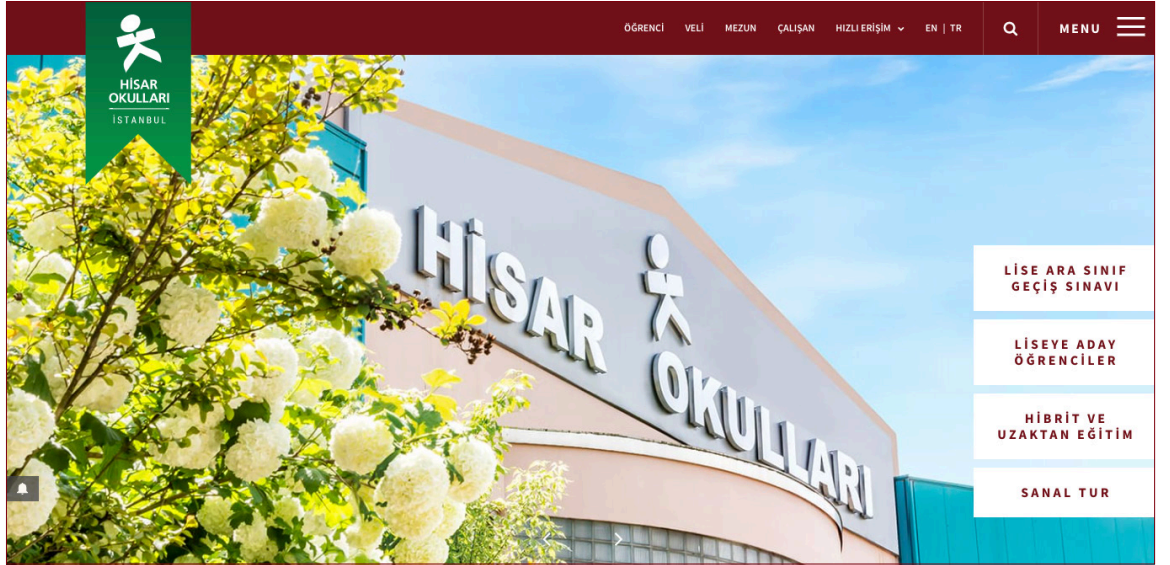 ÖĞRENCİ VELİ MEZUN ÇALIŞAN HIZLI ERİŞİM EN | TR MENU
HİSAR
OKULLARI
İSTANBUL
HİSAR OKULLARI
LİSE ARA SINIF
GEÇİŞ SINAVI
LİSEYE ADAY
ÖĞRENCİLER
HİBRİT VE
UZAKTAN EĞİTİM
SANAL TUR